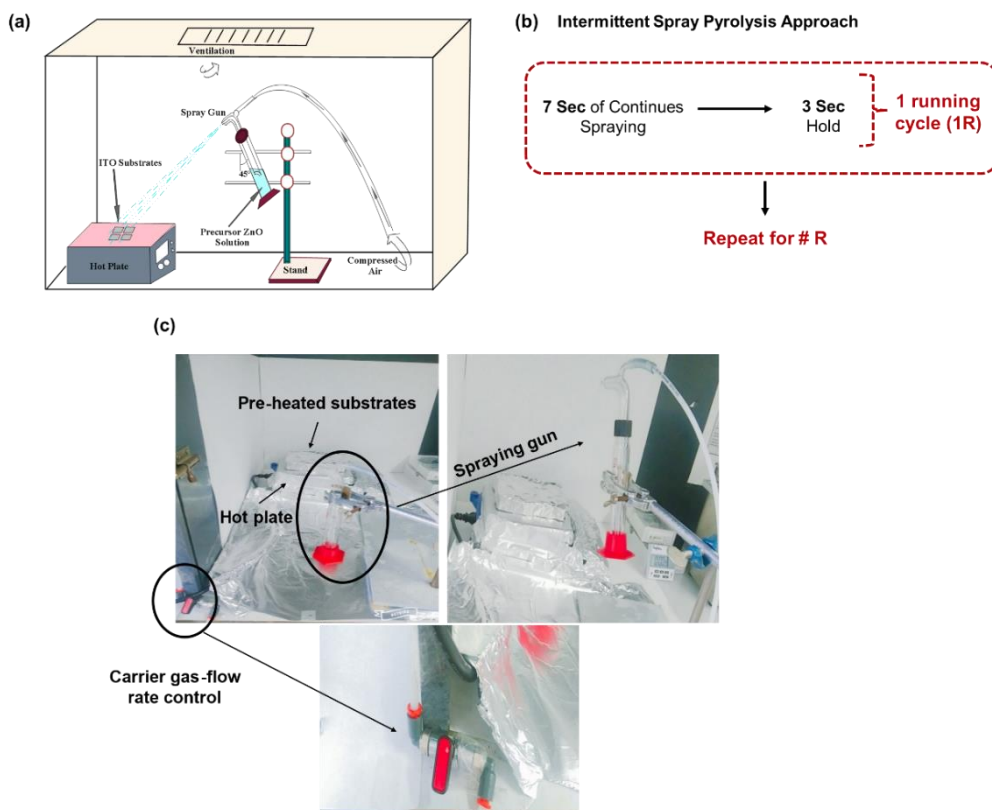 (a)
Ventilation
Spray Gun
ITO Substrates
45°
Precursor ZnO
Solution
Hot Plate
Stand
Compressed
Air
(b) Intermittent Spray Pyrolysis Approach
7 Sec of Continues
Spraying
3 Sec
Hold
1 running
cycle (1R)
Repeat for # R
(c)
Pre-heated substrates
Hot plate
Spraying gun
Carrier gas-flow
rate control